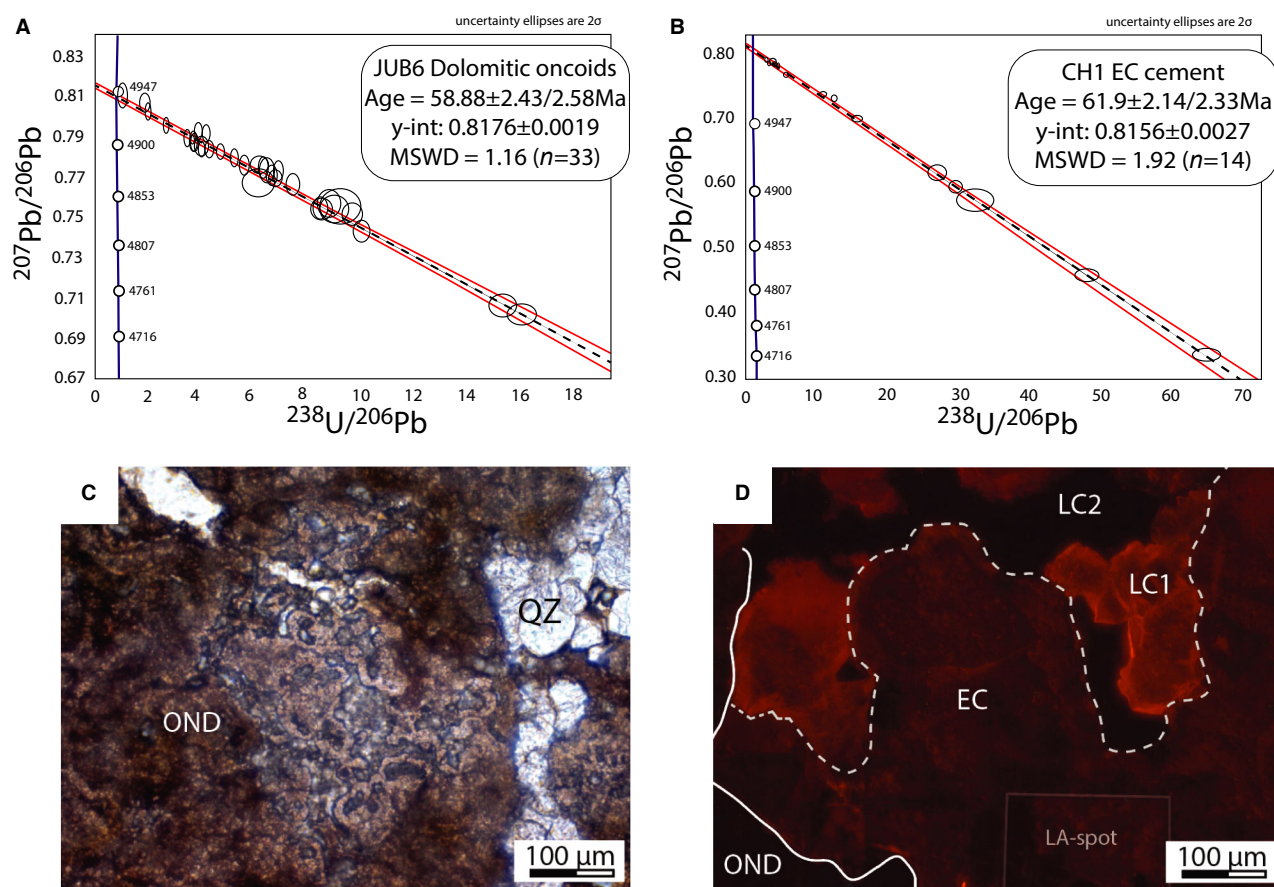 uncertainty ellipses are 2σ
A
JUB6 Dolomitic oncoids
Age = 58.88±2.43/2.58Ma
y-int: 0.8176±0.0019
MSWD = 1.16 (n=33)
0.83
0.81
0.79
0.77
0.75
0.73
0.71
0.69
0.67
207Pb/206Pb
4947
4900
4853
4807
4761
4716
0 2 4 6 8 10 12 14 16 18
238U/206Pb
uncertainty ellipses are 2σ
B
CH1 EC cement
Age = 61.9±2.14/2.33Ma
y-int: 0.8156±0.0027
MSWD = 1.92 (n=14)
0.80
0.70
0.60
0.50
0.40
0.30
207Pb/206Pb
4947
4900
4853
4807
4761
4716
0 10 20 30 40 50 60 70
238U/206Pb
C
QZ
OND
100 µm
D
LC2
LC1
EC
LA-spot
OND
100 µm